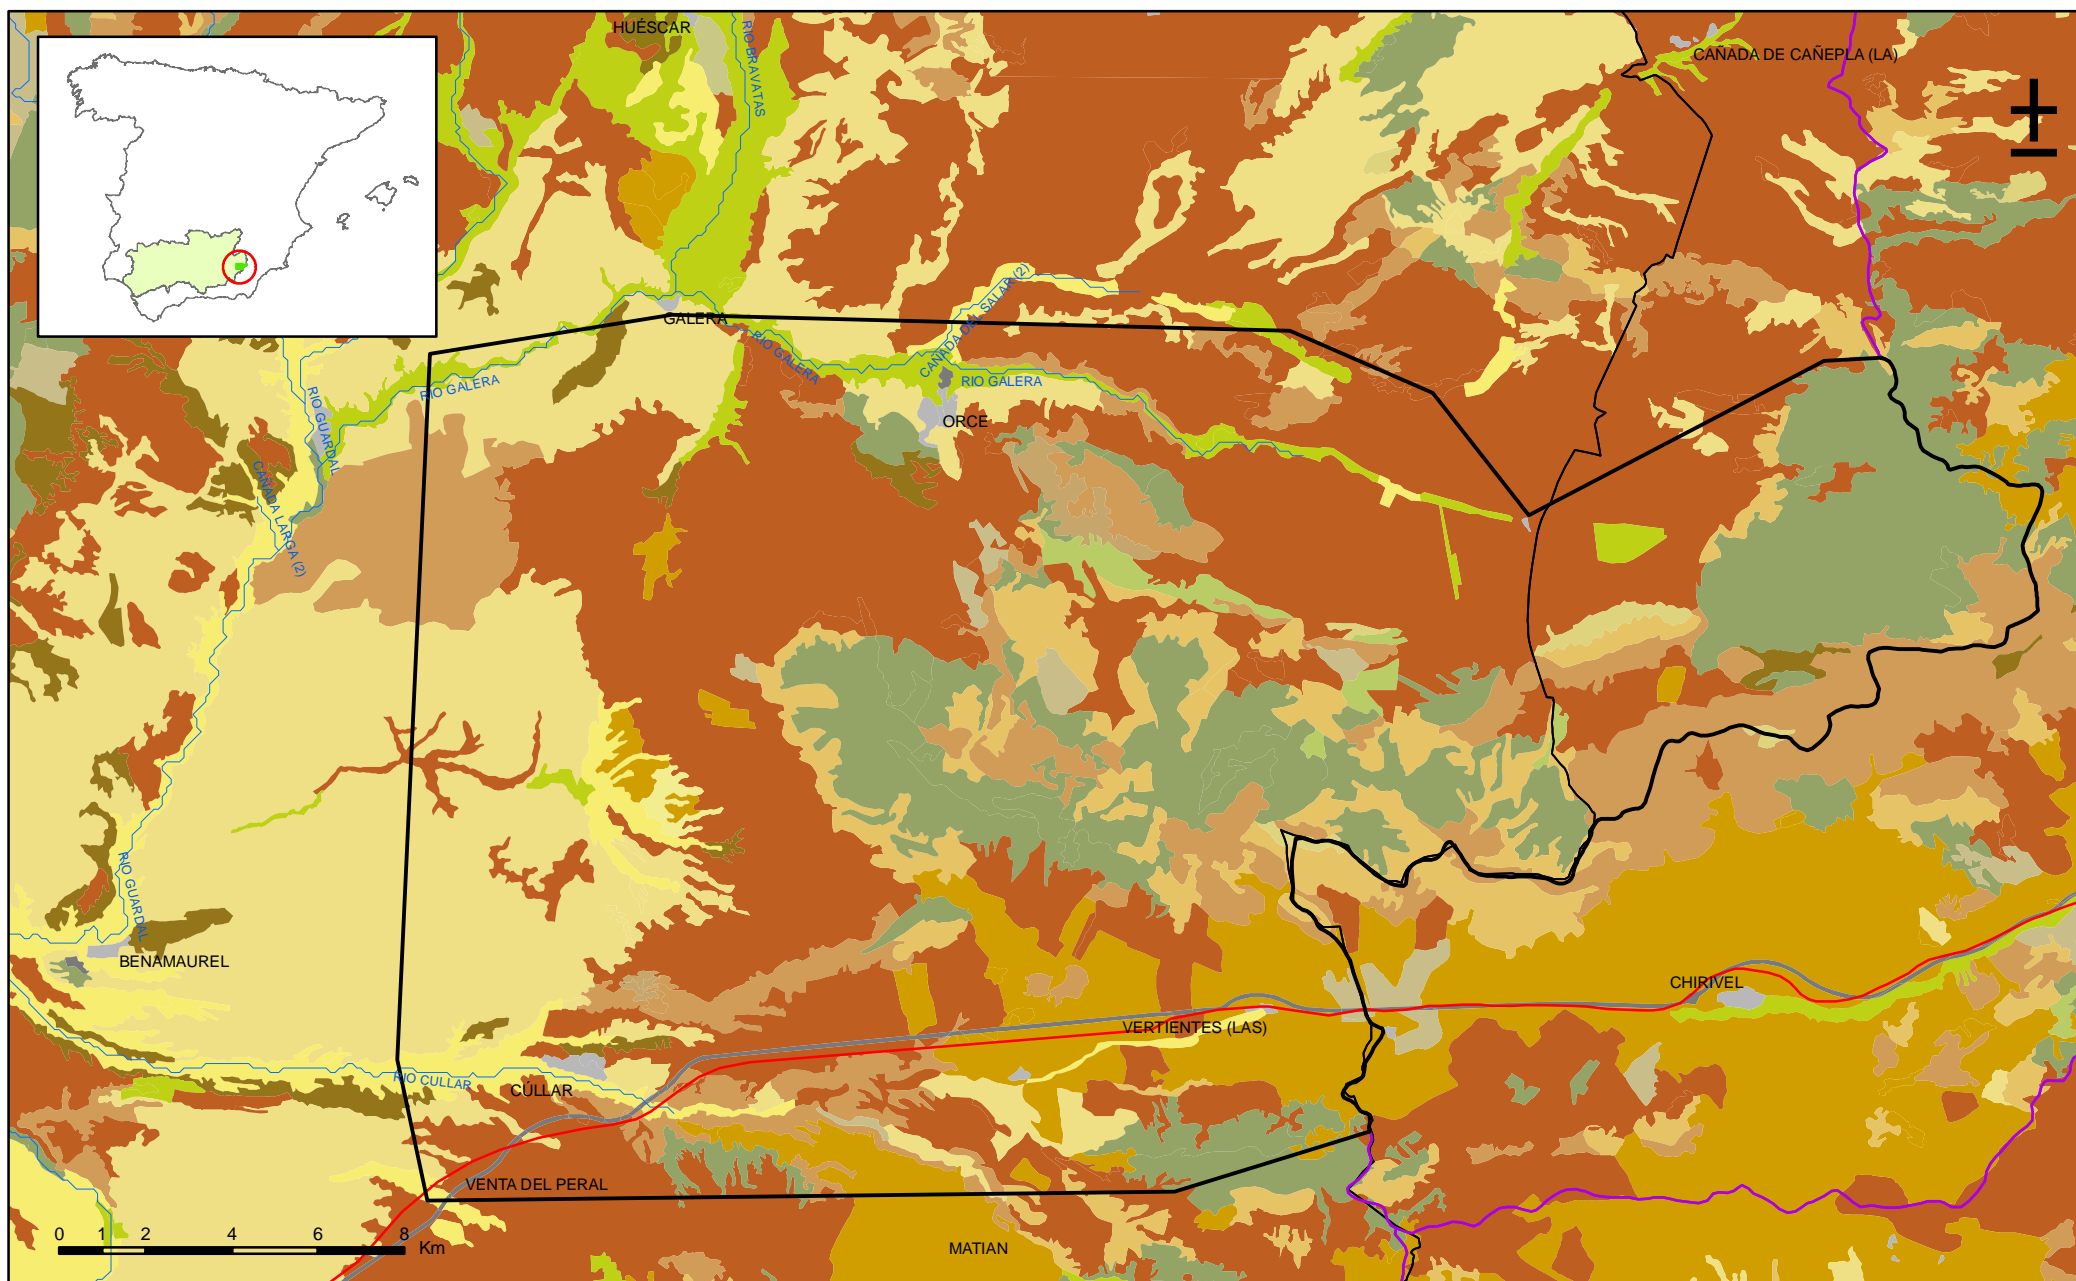 HUÉSCAR
RIO BRAVATAS
CAÑADA DE CAÑEPLA (LA)
GALERA
CAÑADA DEL SALAR (2)
RIO GALERA
RIO GALERA
RIO GALERA
RIO GUARDAL
ORCE
CAÑADA LARGA (2)
RIO GUARDAL
BENAMAUREL
CHIRIVEL
VERTIENTES (LAS)
RIO CULLAR
CÚLLAR
VENTA DEL PERAL
0 1 2 4 6 8
Km
MATIAN